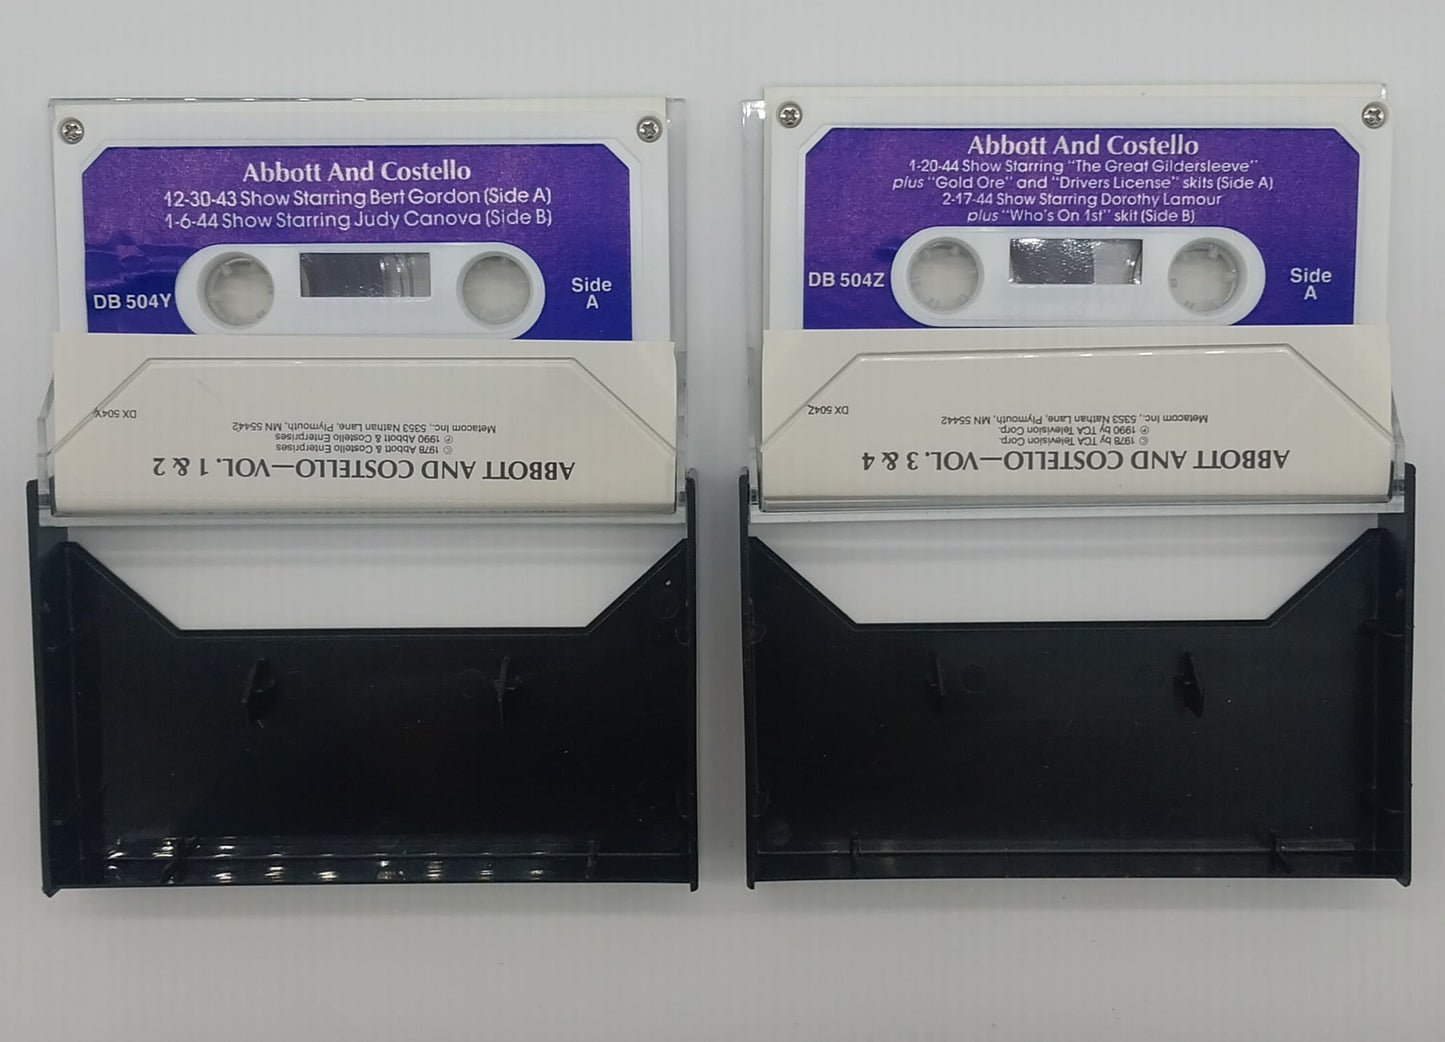 Abbott And Costello
12-30-43 Show Starring Bert Gordon (Side A)
1-6-44 Show Starring Judy Canova (Side B)
DB 504Y
Side
A
ABBOTT AND COSTELLO—VOL. 1 & 2
© 1978 Abbott & Costello Enterprises
℗ 1990 Abbott & Costello Enterprises
Metacom Inc., 5353 Nathan Lane, Plymouth, MN 55442
DX 504Y
Abbott And Costello
1-20-44 Show Starring "The Great Gildersleeve"
plus "Gold Ore" and "Drivers License" skits (Side A)
2-17-44 Show Starring Dorothy Lamour
plus "Who's On 1st" skit (Side B)
DB 504Z
Side
A
ABBOTT AND COSTELLO—VOL. 3 & 4
© 1978 by TCA Television Corp.
℗ 1990 by TCA Television Corp.
Metacom Inc., 5353 Nathan Lane, Plymouth, MN 55442
DX 504Z